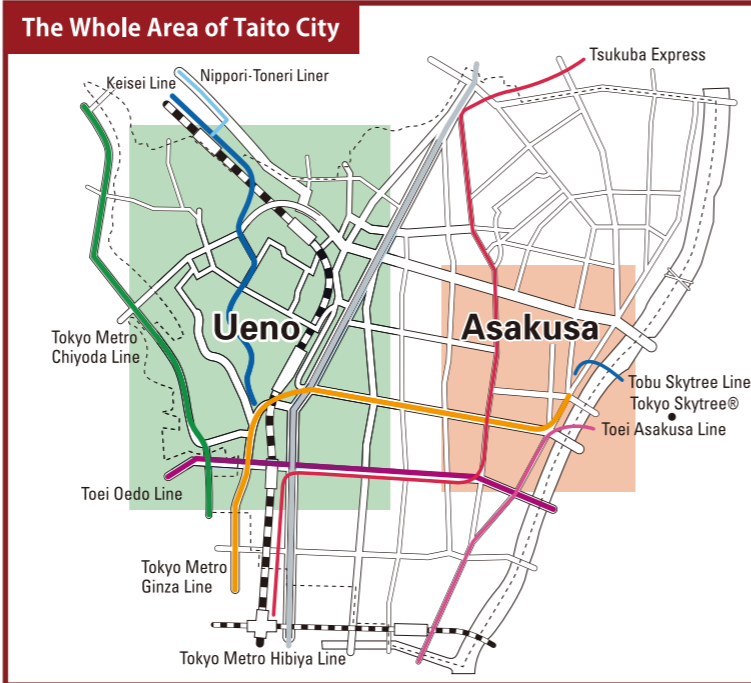 The Whole Area of Taito City
Tsukuba Express
Nippori-Toneri Liner
Keisei Line
Ueno
Asakusa
Tokyo Metro
Chiyoda Line
Tobu Skytree Line
Tokyo Skytree®
Toei Asakusa Line
Toei Oedo Line
Tokyo Metro
Ginza Line
Tokyo Metro Hibiya Line